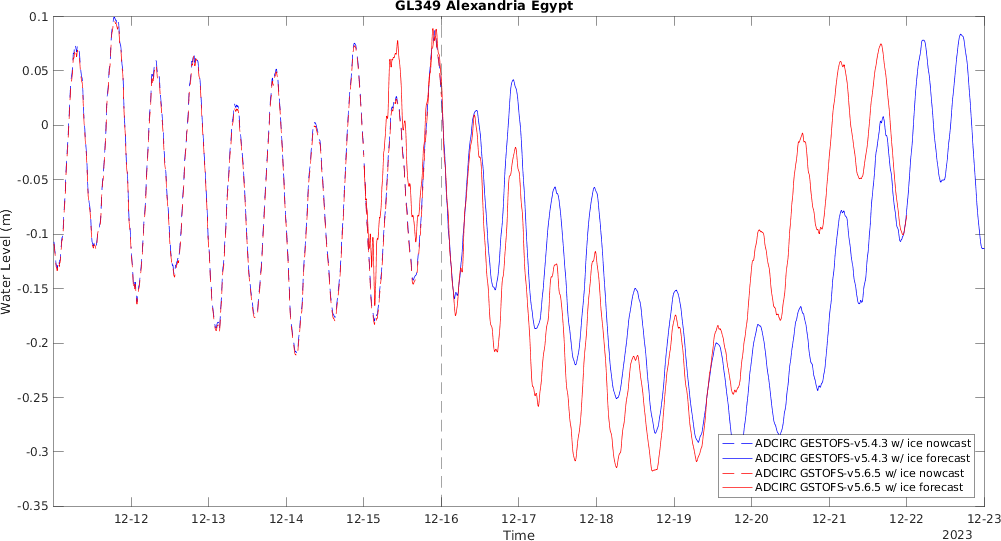 GL349 Alexandria Egypt
0.1
0.05
0
-0.05
-0.1
-0.15
-0.2
-0.25
-0.3
-0.35
Water Level (m)
ADCIRC GESTOFS-v5.4.3 w/ ice nowcast
ADCIRC GESTOFS-v5.4.3 w/ ice forecast
ADCIRC GSTOFS-v5.6.5 w/ ice nowcast
ADCIRC GSTOFS-v5.6.5 w/ ice forecast
12-12 12-13 12-14 12-15 12-16 12-17 12-18 12-19 12-20 12-21 12-22 12-23
Time
2023